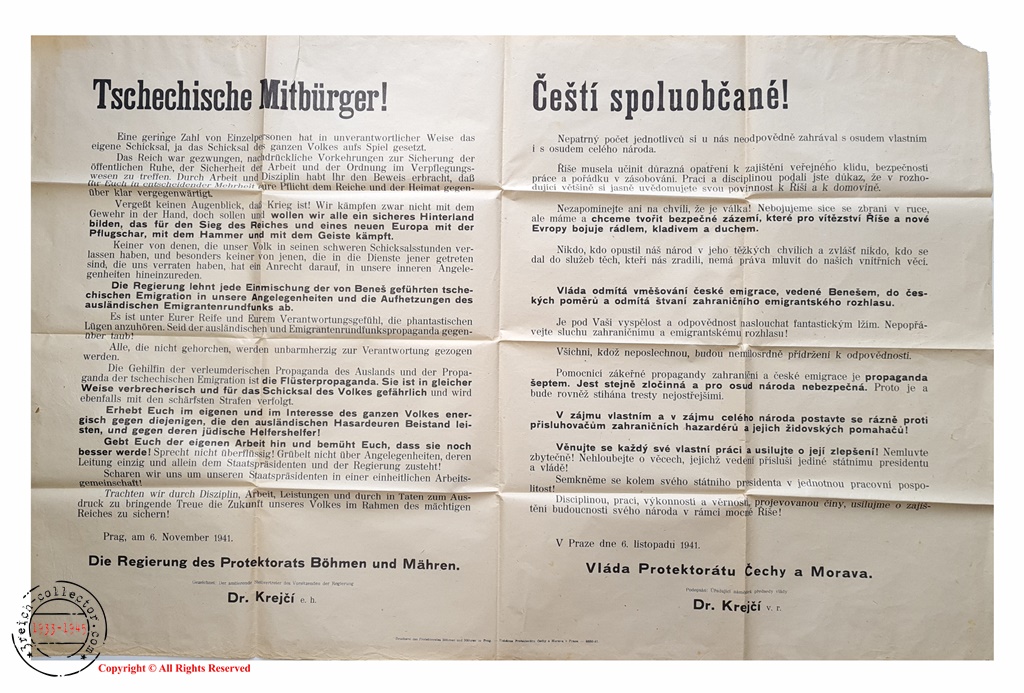 Tschechische Mitbürger!
Eine geringe Zahl von Einzelpersonen hat in unverantwortlicher Weise das
eigene Schicksal, ja das Schicksal des ganzen Volkes aufs Spiel gesetzt.
Das Reich war gezwungen, nachdrückliche Vorkehrungen zur Sicherung der
öffentlichen Ruhe, der Sicherheit der Arbeit und der Ordnung im Verpflegungs-
wesen zu treffen. Durch Arbeit und Disziplin habt Ihr den Beweis erbracht, daß
Ihr Euch in entscheidender Mehrheit Eure Pflicht dem Reiche und der Heimat gegen-
über klar vergegenwärtigt.
Vergeßt keinen Augenblick, daß Krieg ist! Wir kämpfen zwar nicht mit dem
Gewehr in der Hand, doch sollen und wollen wir alle ein sicheres Hinterland
bilden, das für den Sieg des Reiches und eines neuen Europa mit der
Pflugschar, mit dem Hammer und mit dem Geiste kämpft.
Keiner von denen, die unser Volk in seinen schweren Schicksalsstunden ver-
lassen haben, und besonders keiner von jenen, die in die Dienste jener getreten
sind, die uns verraten haben, hat ein Anrecht darauf, in unsere inneren Angele-
genheiten hineinzureden.
Die Regierung lehnt jede Einmischung der von Beneš geführten tsche-
chischen Emigration in unsere Angelegenheiten und die Aufhetzungen des
ausländischen Emigrantenrundfunks ab.
Es ist unter Eurer Reife und Eurem Verantwortungsgefühl, die phantastischen
Lügen anzuhören. Seid der ausländischen und Emigrantenrundfunkspropaganda gegen-
über taub!
Alle, die nicht gehorchen, werden unbarmherzig zur Verantwortung gezogen
werden.
Die Gehilfin der verleumderischen Propaganda des Auslands und der Propa-
ganda der tschechischen Emigration ist die Flüsterpropaganda. Sie ist in gleicher
Weise verbrecherisch und für das Schicksal des Volkes gefährlich und wird
ebenfalls mit den schärfsten Strafen verfolgt.
Erhebt Euch im eigenen und im Interesse des ganzen Volkes ener-
gisch gegen diejenigen, die den ausländischen Hasardeuren Beistand lei-
sten, und gegen deren jüdische Helfershelfer!
Gebt Euch der eigenen Arbeit hin und bemüht Euch, dass sie noch
besser werde! Sprecht nicht überflüssig! Grübelt nicht über Angelegenheiten, deren
Leitung einzig und allein dem Staatspräsidenten und der Regierung zusteht!
Scharen wir uns um unseren Staatspräsidenten in einer einheitlichen Arbeits-
gemeinschaft!
Trachten wir durch Disziplin, Arbeit, Leistungen und durch in Taten zum Aus-
druck zu bringende Treue die Zukunft unseres Volkes im Rahmen des mächtigen
Reiches zu sichern!
Prag, am 6. November 1941.
Die Regierung des Protektorats Böhmen und Mähren.
Dr. Krejčí e. h.
Čeští spoluobčané!
Nepatrný počet jednotlivců si u nás neodpovědně zahrával s osudem vlastním
i s osudem celého národa.
Říše musela učinit důrazná opatření k zajištění veřejného klidu, bezpečnosti
práce a pořádku v zásobování. Prací a disciplinou podali jste důkaz, že v rozho-
dující většině si jasně uvědomujete svou povinnost k Říši a k domovině.
Nezapomínejte ani na chvíli, že je válka! Nebojujeme sice se zbraní v ruce,
ale máme a chceme tvořit bezpečné zázemí, které pro vítězství Říše a nové
Evropy bojuje rádlem, kladivem a duchem.
Nikdo, kdo opustil náš národ v jeho těžkých chvílích a zvlášť nikdo, kdo se
dal do služeb těch, kteří nás zradili, nemá práva mluvit do našich vnitřních věcí.
Vláda odmítá vměšování české emigrace, vedené Benešem, do čes-
kých poměrů a odmítá štvaní zahraničního emigrantského rozhlasu.
Je pod Vaši vyspělost a odpovědnost naslouchat fantastickým lžím. Nepopřá-
vejte sluchu zahraničnímu a emigrantskému rozhlasu!
Všichni, kdož neposlechnou, budou nemilosrdně přidrženi k odpovědnosti.
Pomocnicí zákeřné propagandy zahraniční a české emigrace je propaganda
šeptem. Jest stejně zločinná a pro osud národa nebezpečná. Proto je a
bude rovněž stíhána tresty nejostřejšími.
V zájmu vlastním a v zájmu celého národa postavte se rázně proti
přisluhovačům zahraničních hazardérů a jejich židovských pomahačů!
Věnujte se každý své vlastní práci a usilujte o její zlepšení! Nemluvte
zbytečně! Nehloubejte o věcech, jejichž vedení přísluší jedině státnímu presidentu
a vládě!
Semkněme se kolem svého státního presidenta v jednotnou pracovní pospo-
litost!
Disciplinou, prací, výkonností a věrností, projevovanou činy, usilujme o zajiš-
tění budoucnosti svého národa v rámci mocné Říše!
V Praze dne 6. listopadu 1941.
Vláda Protektorátu Čechy a Morava.
Dr. Krejčí v. r.
3reich-collector.com
1933-1945
Copyright © All Rights Reserved